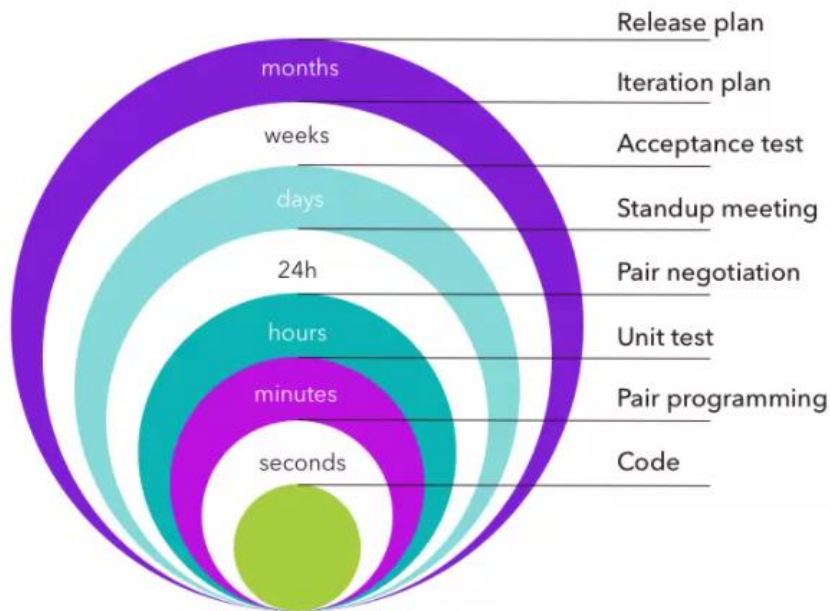 Release plan
months
Iteration plan
weeks
Acceptance test
days
Standup meeting
24h
Pair negotiation
hours
Unit test
minutes
Pair programming
seconds
Code